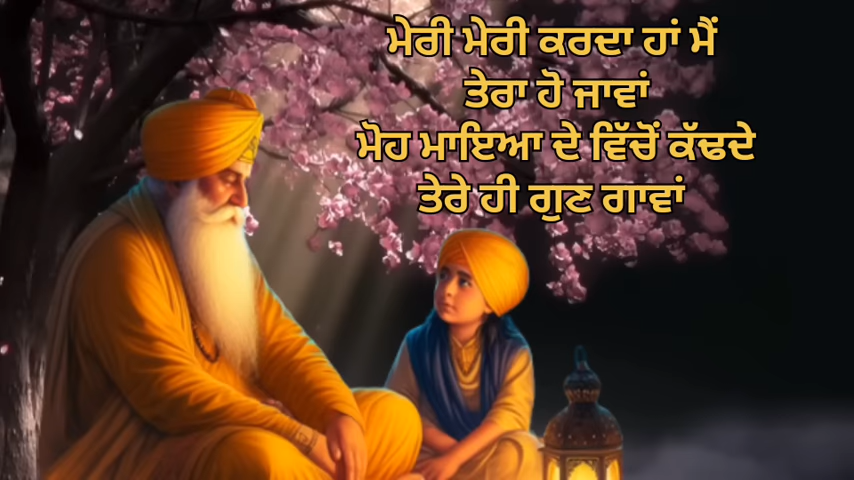 ਮੇਰੀ ਮੇਰੀ ਕਰਦਾ ਹਾਂ ਮੈਂ
ਤੇਰਾ ਹੋ ਜਾਵਾਂ
ਮੋਹ ਮਾਇਆ ਦੇ ਵਿੱਚੋਂ ਕੱਢਦੇ
ਤੇਰੇ ਹੀ ਗੁਣ ਗਾਵਾਂ